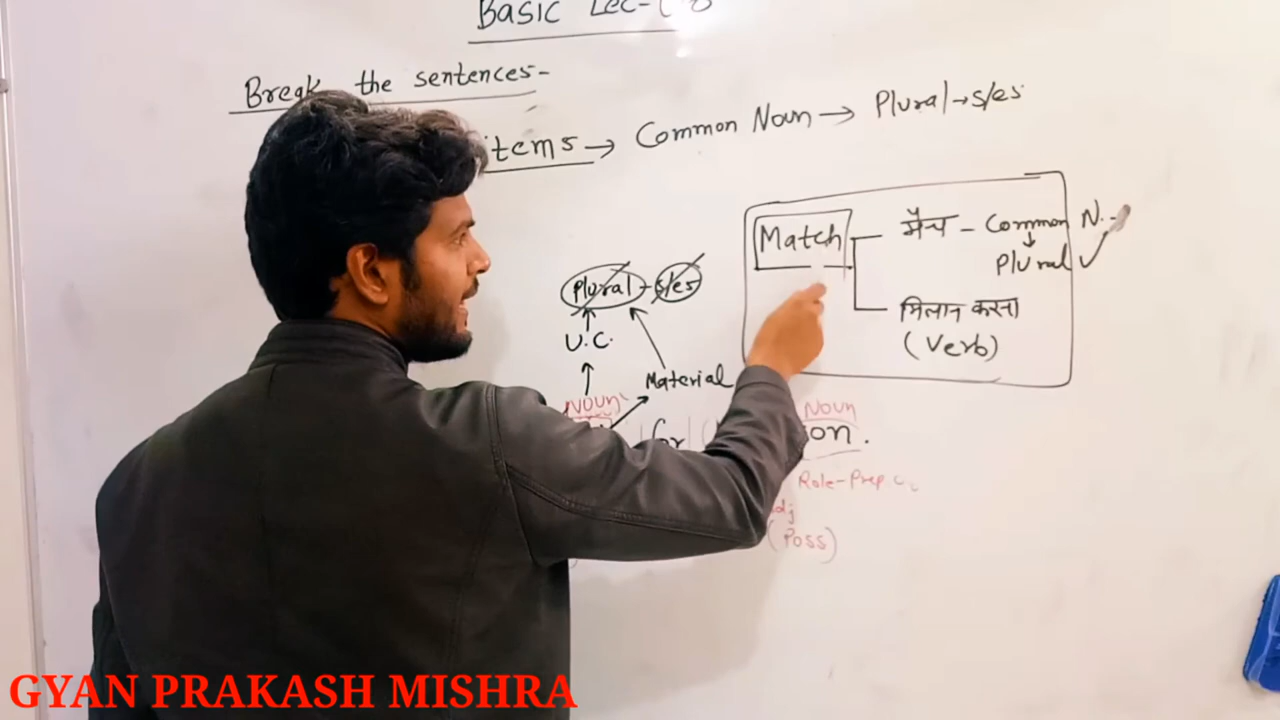 Basic Lec-
Break the sentences-
items → Common Noun → Plural → s/es
Match
मैच - Common N.
Plural ✓
मिलान करना
(Verb)
Plural - s/es
U.C.
Material
Noun
Noun
for
on.
Role-Prep
adj
(Poss)
GYAN PRAKASH MISHRA